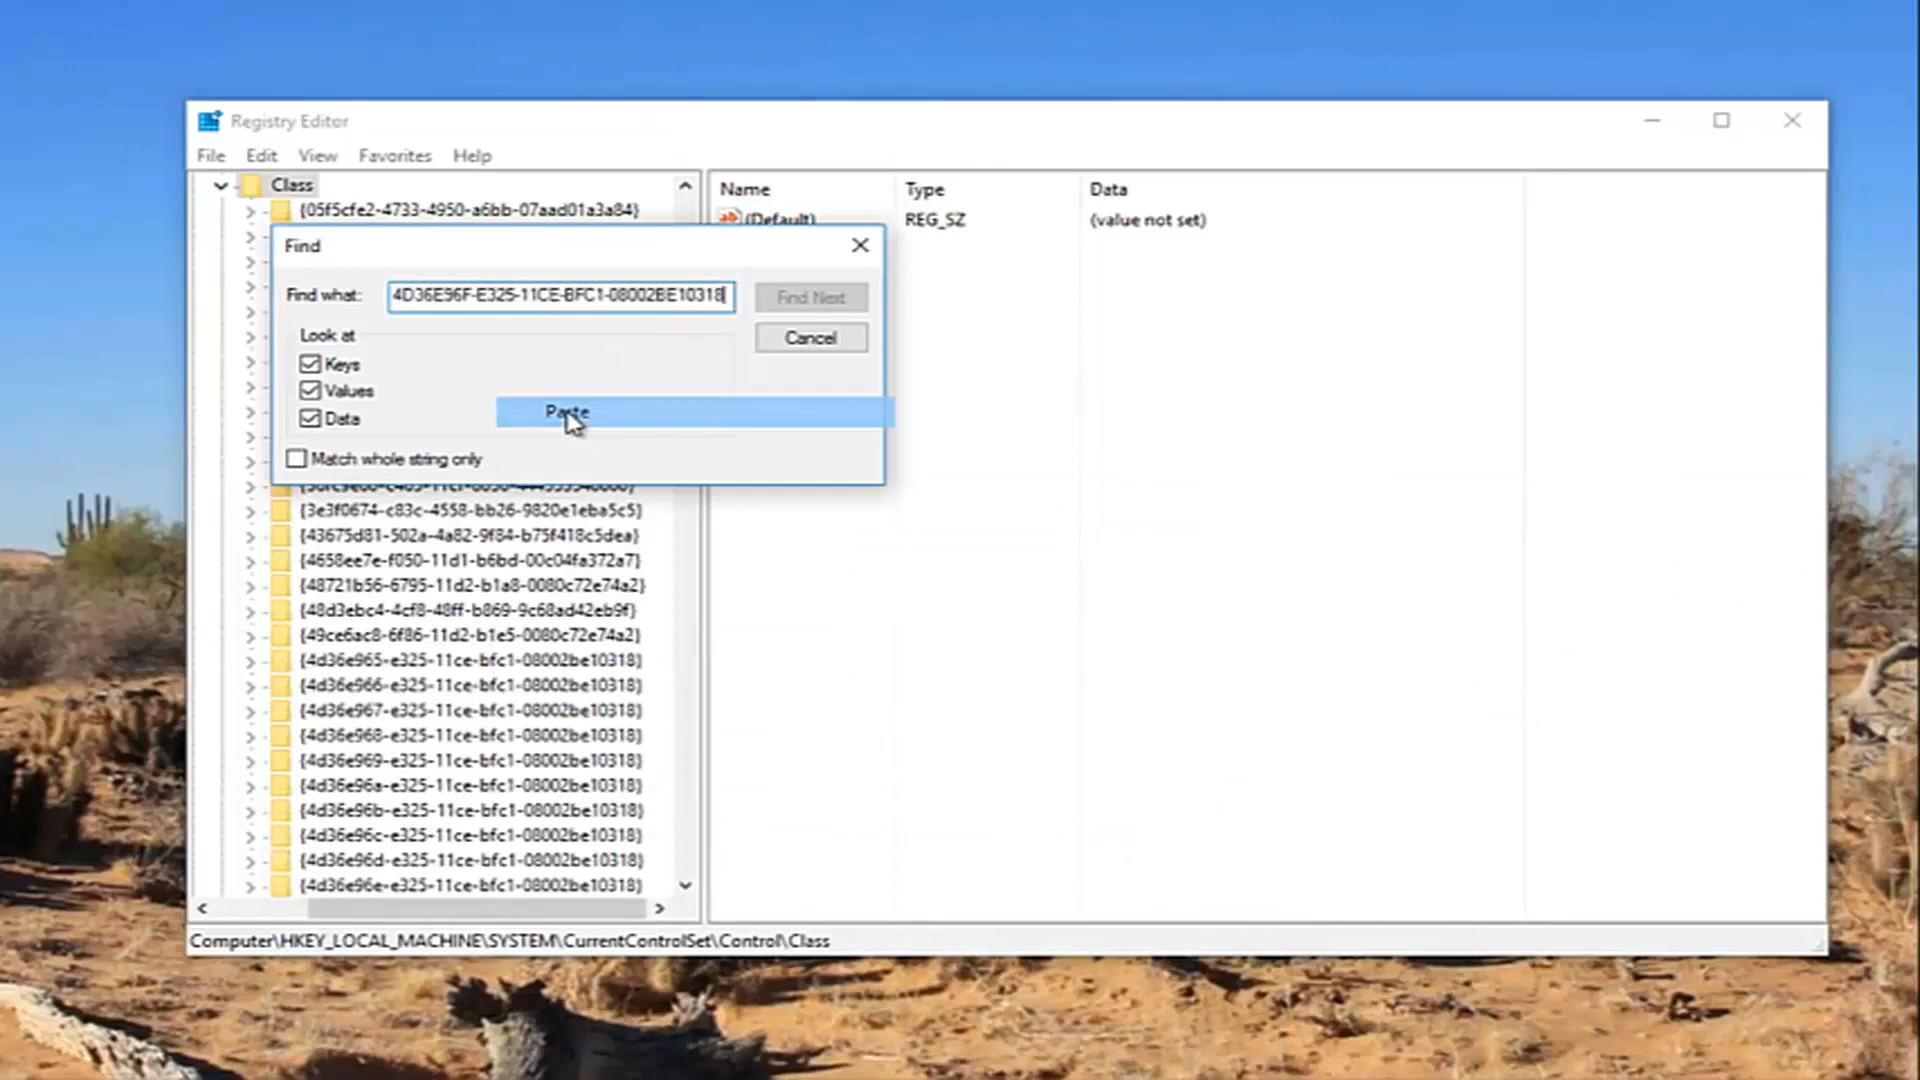 Registry Editor
File Edit View Favorites Help
Class
{05f5cfe2-4733-4950-a6bb-07aad01a3a84}
Name Type Data
(Default) REG_SZ (value not set)
Find
Find what: 4D36E96F-E325-11CE-BFC1-08002BE10318
Find Next
Look at
Cancel
Keys
Values
Data
Paste
Match whole string only
{3e3f0674-c83c-4558-bb26-9820e1eba5c5}
{43675d81-502a-4a82-9f84-b75f418c5dea}
{4658ee7e-f050-11d1-b6bd-00c04fa372a7}
{48721b56-6795-11d2-b1a8-0080c72e74a2}
{48d3ebc4-4cf8-48ff-b869-9c68ad42eb9f}
{49ce6ac8-6f86-11d2-b1e5-0080c72e74a2}
{4d36e965-e325-11ce-bfc1-08002be10318}
{4d36e966-e325-11ce-bfc1-08002be10318}
{4d36e967-e325-11ce-bfc1-08002be10318}
{4d36e968-e325-11ce-bfc1-08002be10318}
{4d36e969-e325-11ce-bfc1-08002be10318}
{4d36e96a-e325-11ce-bfc1-08002be10318}
{4d36e96b-e325-11ce-bfc1-08002be10318}
{4d36e96c-e325-11ce-bfc1-08002be10318}
{4d36e96d-e325-11ce-bfc1-08002be10318}
{4d36e96e-e325-11ce-bfc1-08002be10318}
Computer\HKEY_LOCAL_MACHINE\SYSTEM\CurrentControlSet\Control\Class